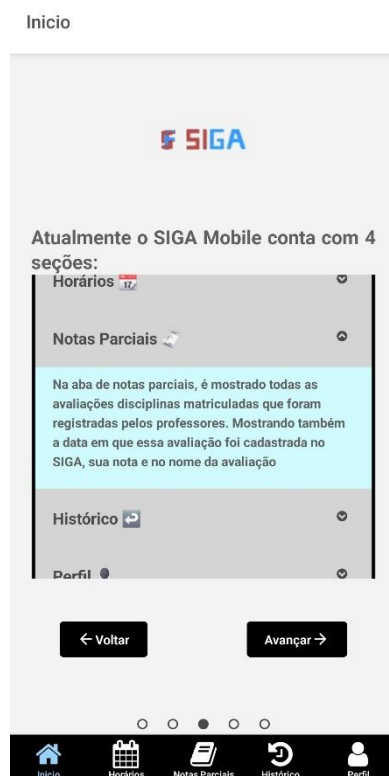 Inicio
SIGA
Atualmente o SIGA Mobile conta com 4
seções:
Horários
Notas Parciais
Na aba de notas parciais, é mostrado todas as
avaliações disciplinas matriculadas que foram
registradas pelos professores. Mostrando também
a data em que essa avaliação foi cadastrada no
SIGA, sua nota e no nome da avaliação
Histórico
Perfil
← Voltar
Avançar →
Inicio
Horários
Notas Parciais
Histórico
Perfil